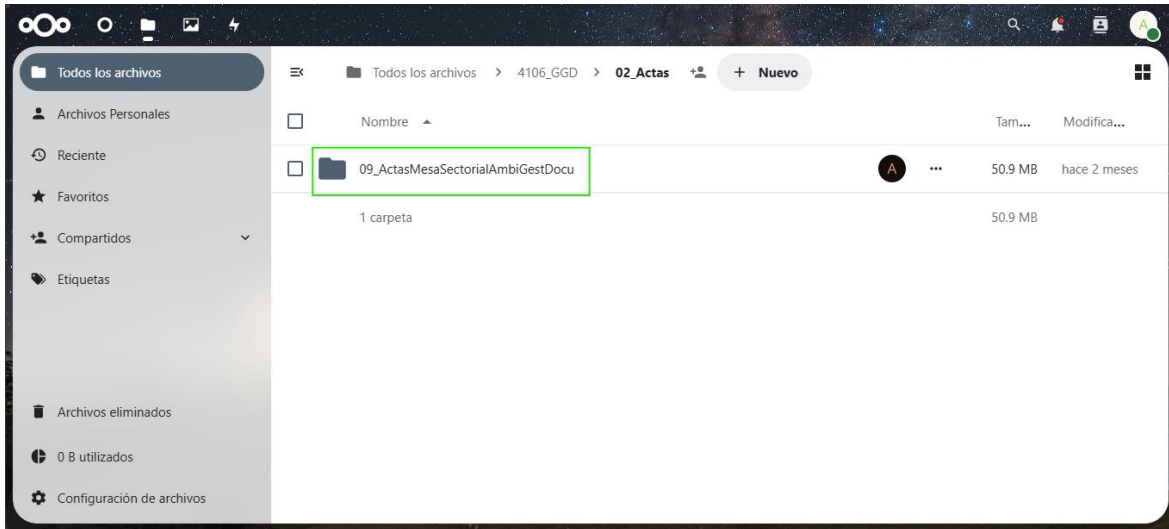 Todos los archivos
Archivos Personales
Reciente
Favoritos
Compartidos
Etiquetas
Archivos eliminados
0 B utilizados
Configuración de archivos
Todos los archivos > 4106_GGD > 02_Actas + Nuevo
Nombre Tam... Modifica...
09_ActasMesaSectorialAmbiGestDocu A ... 50.9 MB hace 2 meses
1 carpeta 50.9 MB
A